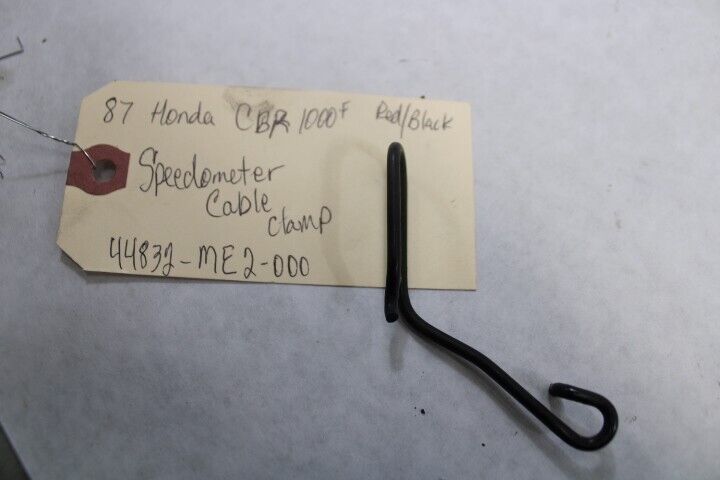 87 Honda CBR 1000F Red/Black
Speedometer
Cable
Clamp
44832-ME2-000